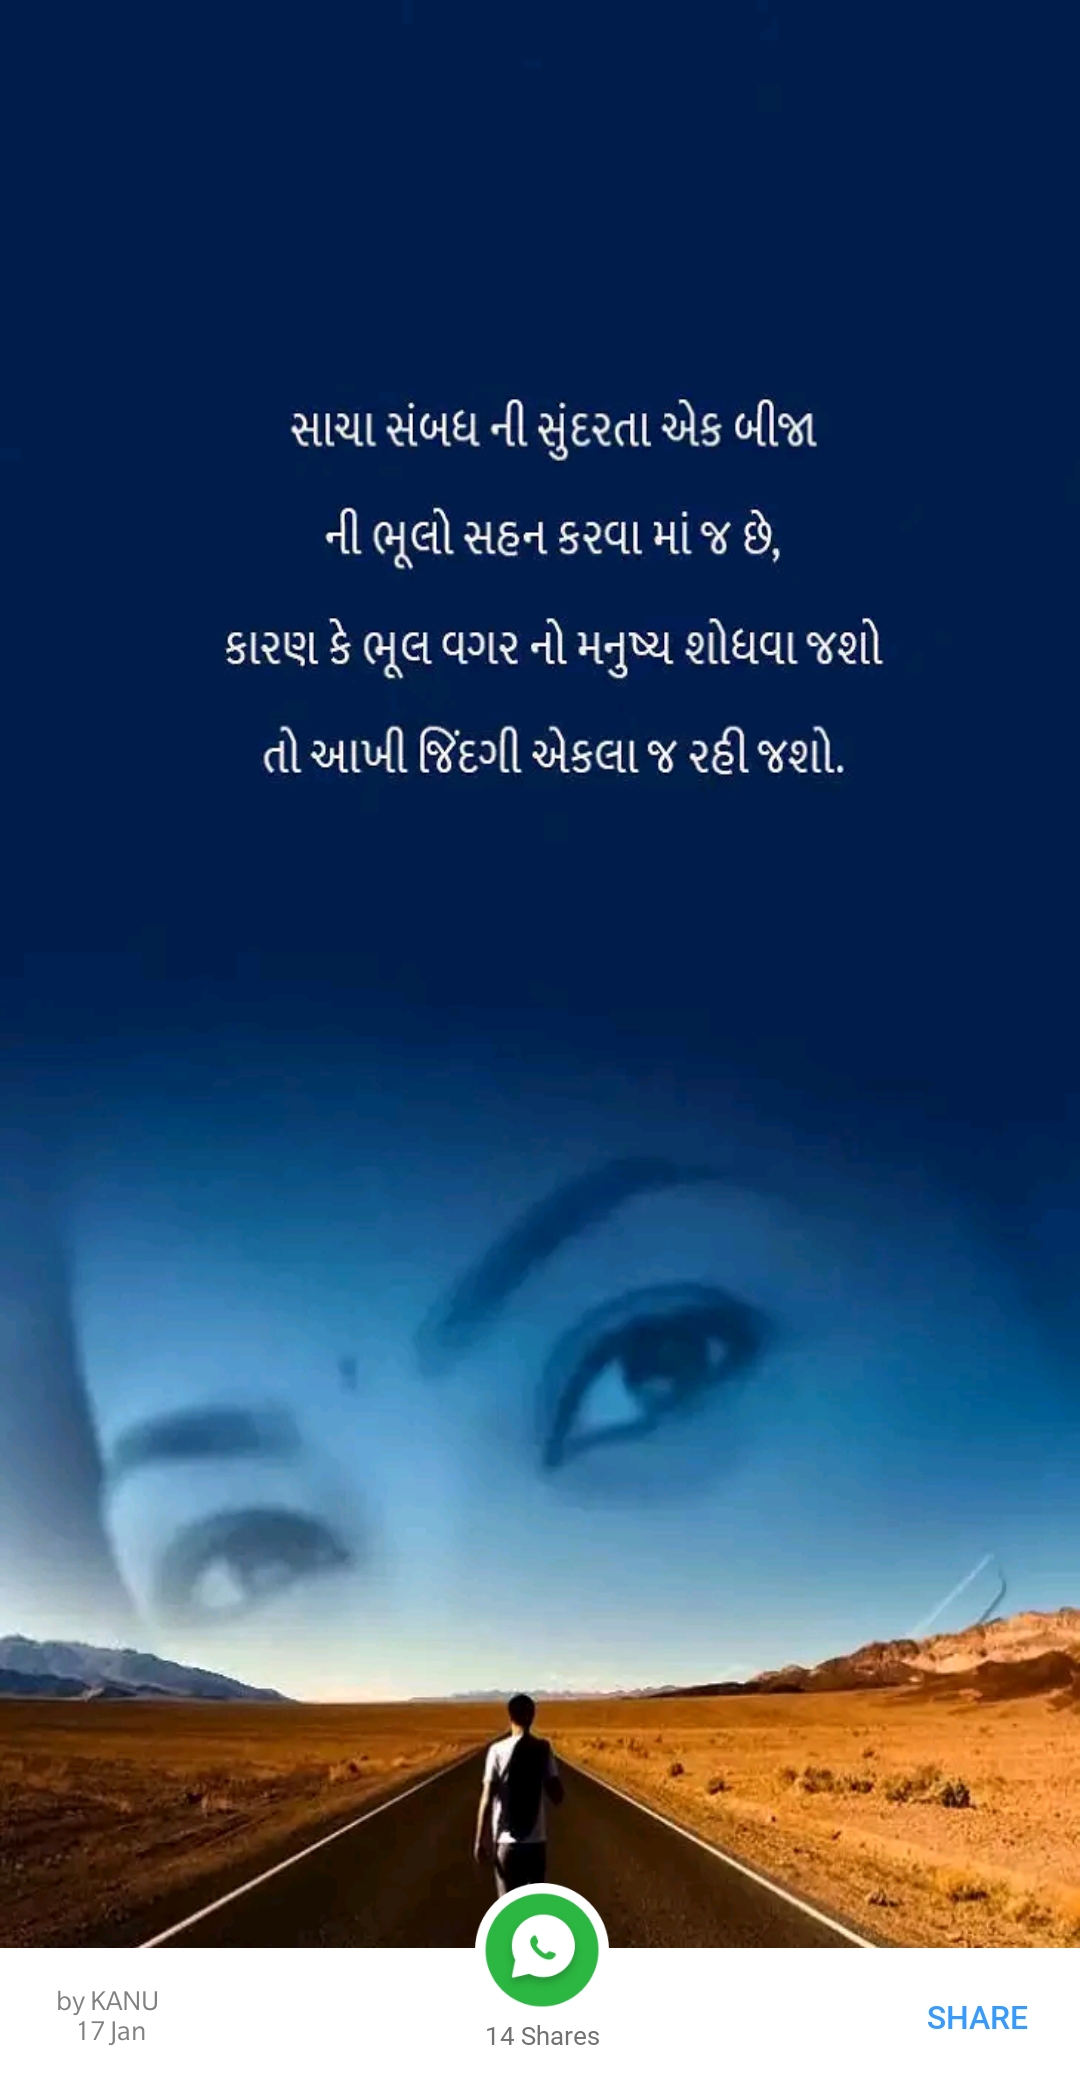 સાચા સંબધ ની સુંદરતા એક બીજા
ની ભૂલો સહન કરવા માં જ છે,
કારણ કે ભૂલ વગર નો મનુષ્ય શોધવા જશો
તો આખી જિંદગી એકલા જ રહી જશો.
by KANU
17 Jan
14 Shares
SHARE